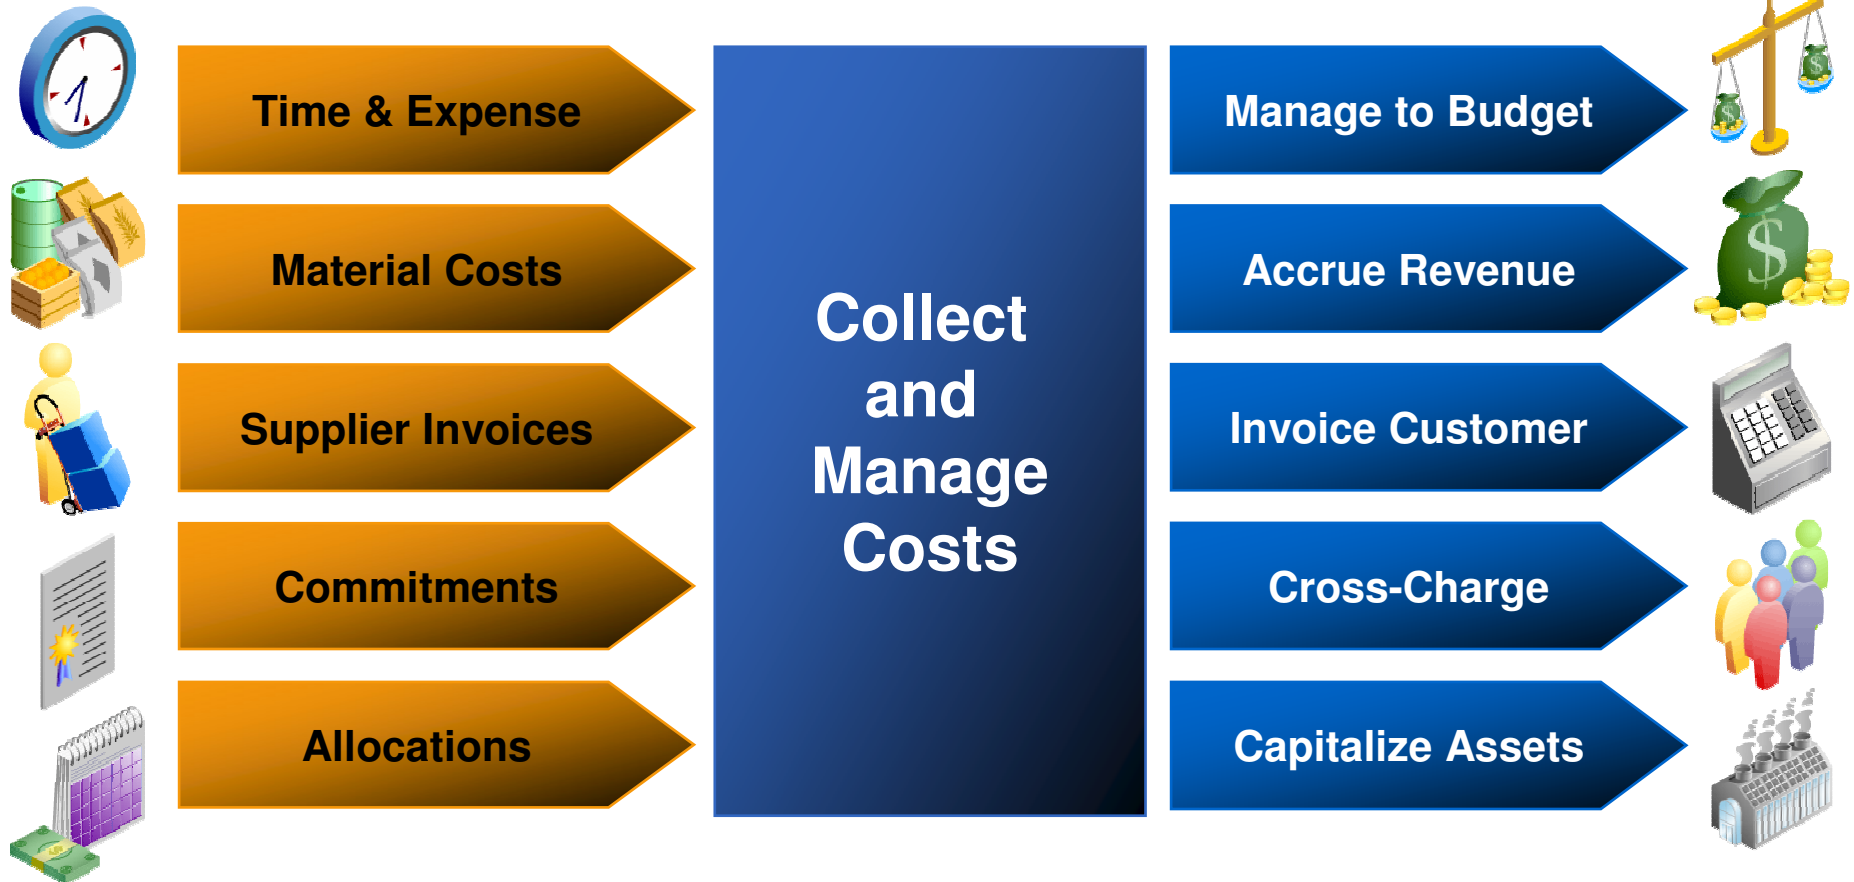 Time & Expense
Material Costs
Supplier Invoices
Commitments
Allocations
Collect
and
Manage
Costs
Manage to Budget
Accrue Revenue
Invoice Customer
Cross-Charge
Capitalize Assets
$
$
$